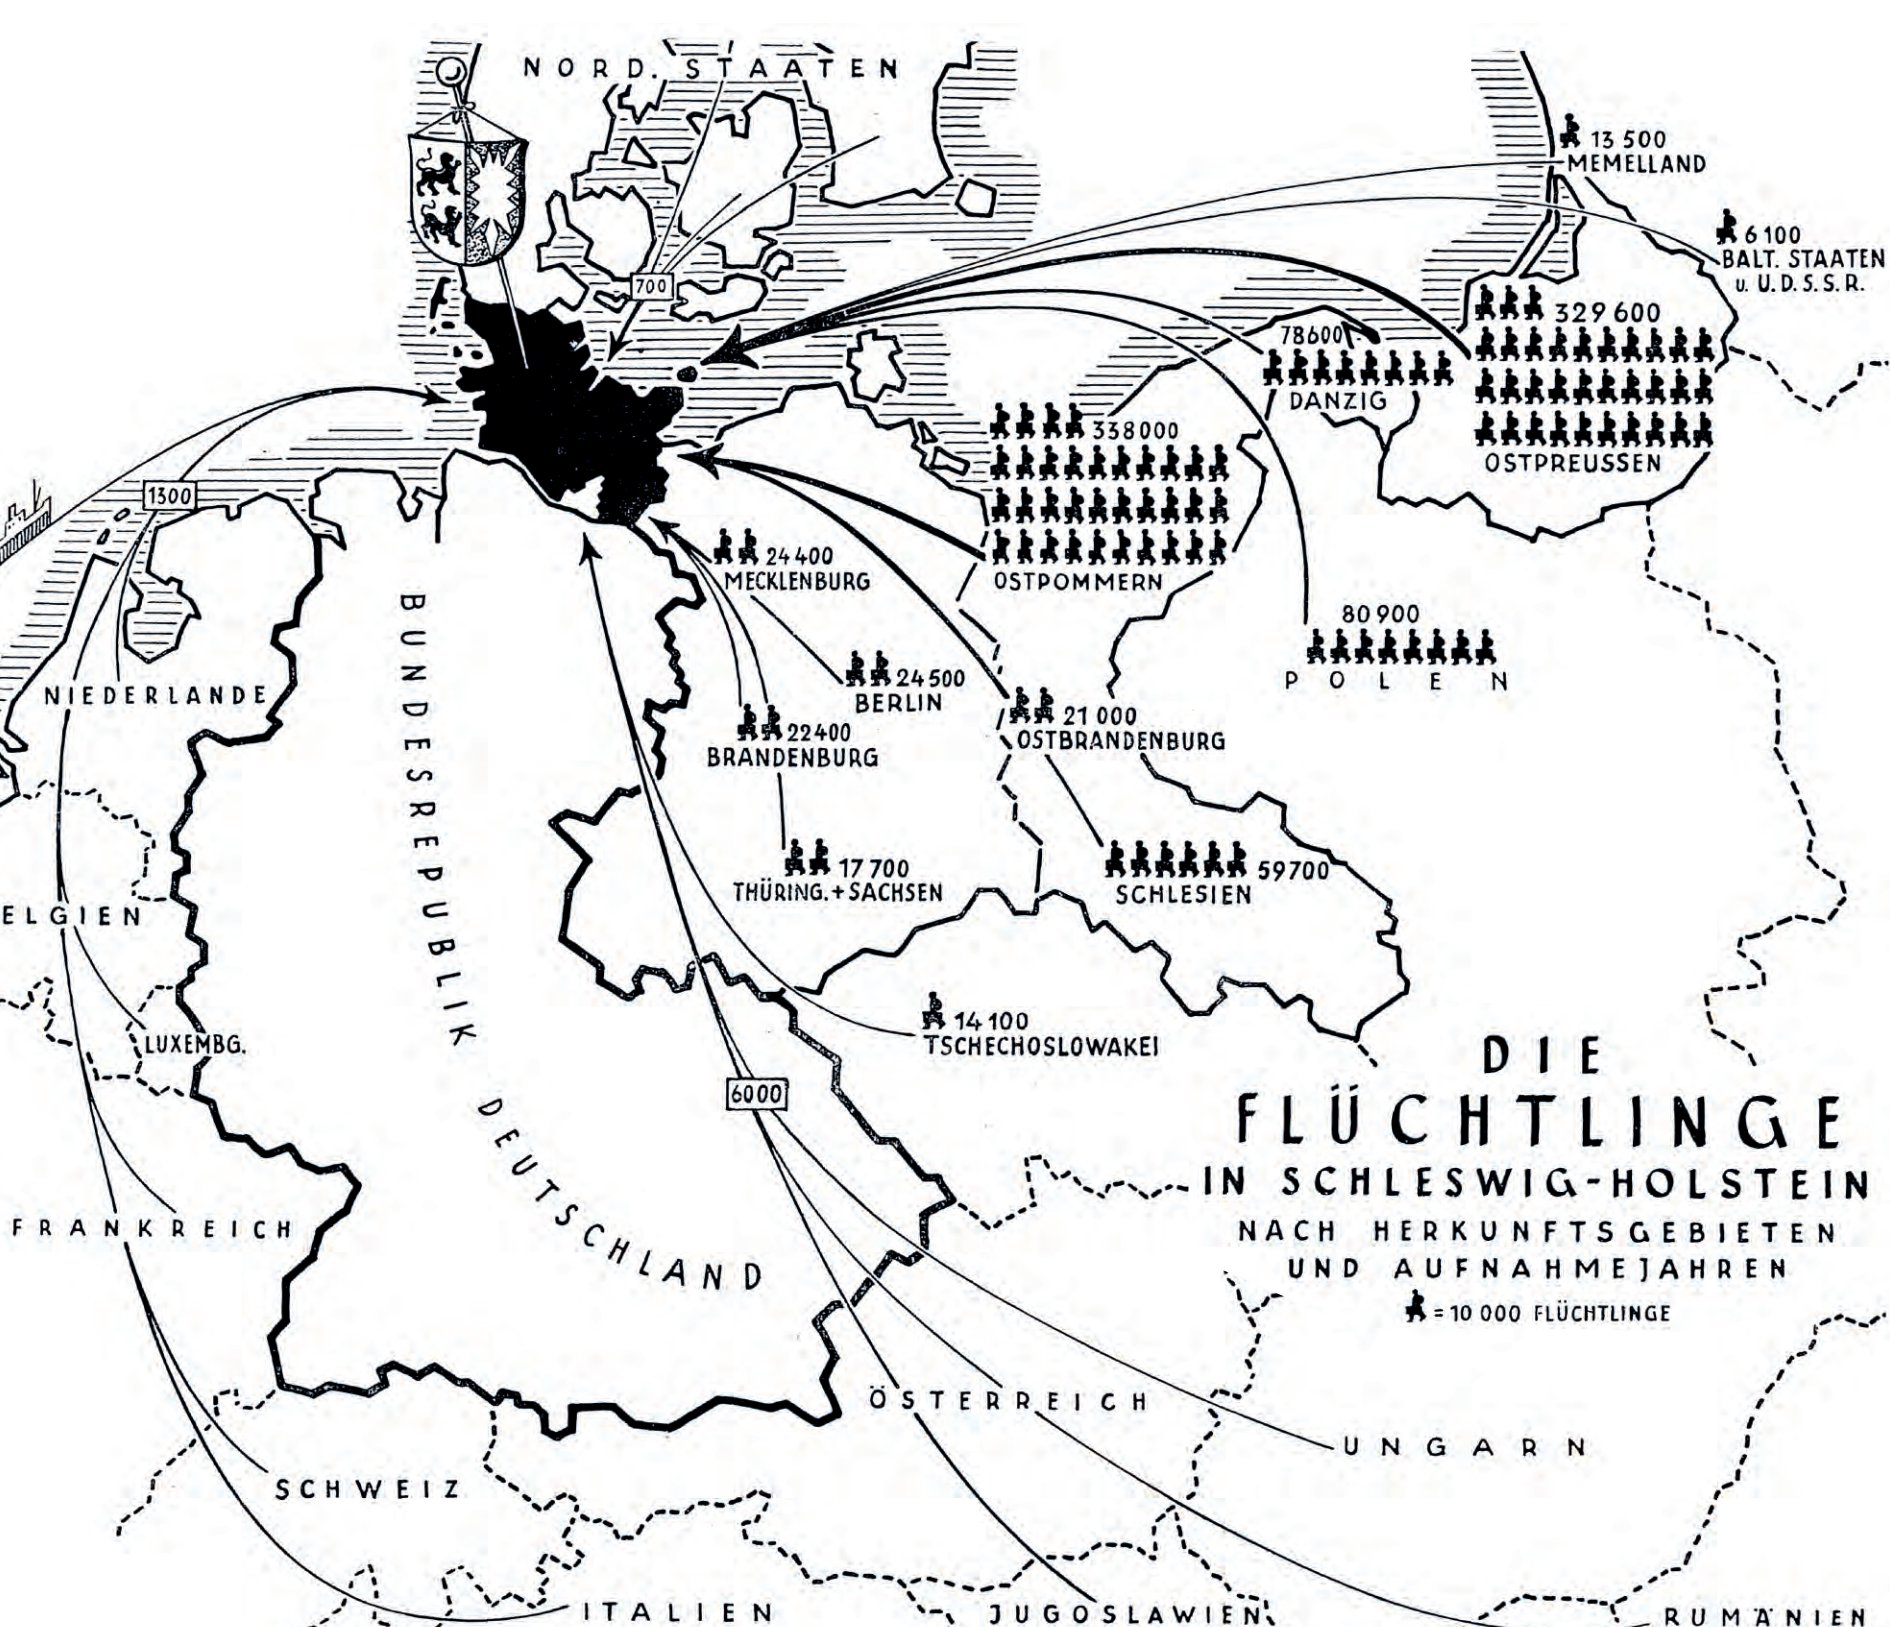 NORD. STAATEN
13 500
MEMELLAND
6 100
BALT. STAATEN
u. U.D.S.S.R.
700
329 600
OSTPREUSSEN
78600
DANZIG
338000
OSTPOMMERN
1300
24 400
MECKLENBURG
80 900
POLEN
24 500
BERLIN
NIEDERLANDE
22400
BRANDENBURG
21 000
OSTBRANDENBURG
BUNDESREPUBLIK DEUTSCHLAND
17 700
THÜRING. + SACHSEN
59700
SCHLESIEN
ELGIEN
14 100
TSCHECHOSLOWAKEI
LUXEMBG.
6000
DIE
FLÜCHTLINGE
IN SCHLESWIG-HOLSTEIN
NACH HERKUNFTSGEBIETEN
UND AUFNAHMEJAHREN
= 10 000 FLÜCHTLINGE
FRANKREICH
ÖSTERREICH
UNGARN
SCHWEIZ
ITALIEN
JUGOSLAWIEN
RUMÄNIEN